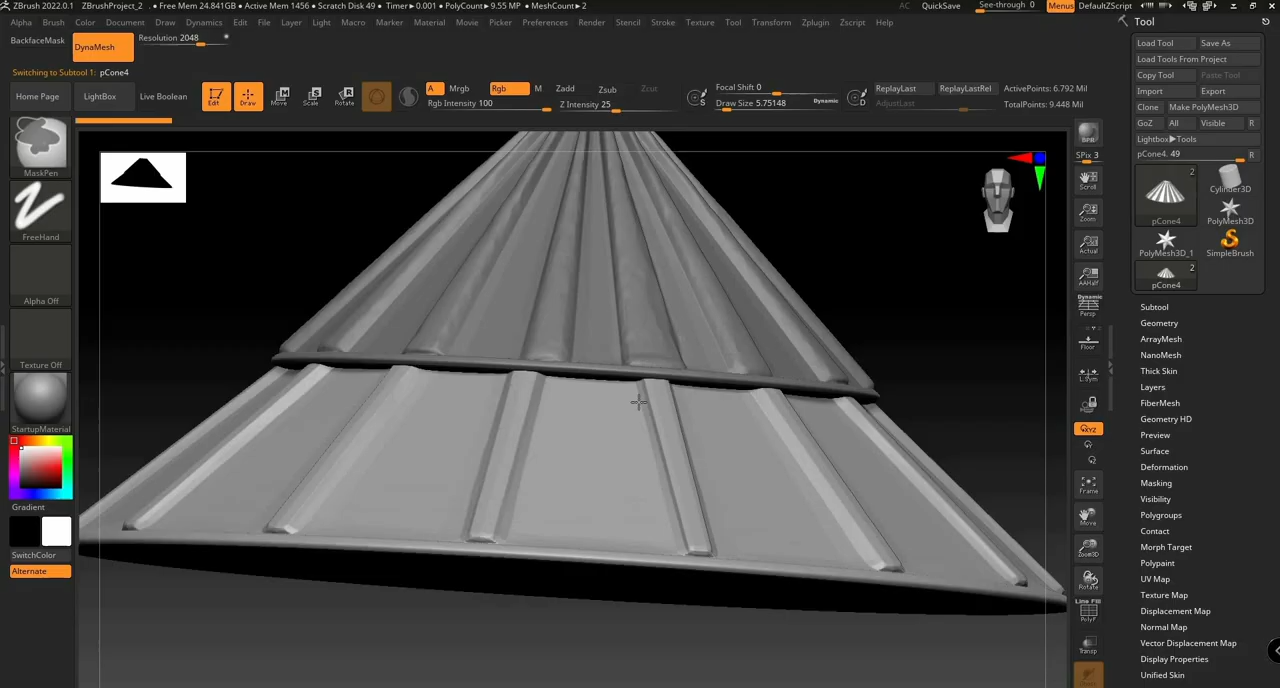 ZBrush 2022.0.1 ZBrushProject_2 . • Free Mem 24.841GB • Active Mem 1456 • Scratch Disk 49 • Timer►0.001 • PolyCount►9.55 MP • MeshCount►2
AC QuickSave See-through 0 Menus DefaultZScript
Alpha Brush Color Document Draw Dynamics Edit File Layer Light Macro Marker Material Movie Picker Preferences Render Stencil Stroke Texture Tool Transform Zplugin Zscript Help
BackfaceMask DynaMesh Resolution 2048
Switching to Subtool 1: pCone4
Home Page LightBox Live Boolean Edit Draw Move Scale Rotate
A Mrgb Rgb M Zadd Zsub Zcut
Rgb Intensity 100 Z Intensity 25
S Focal Shift 0
Draw Size 5.75148 Dynamic
D ReplayLast ReplayLastRel
AdjustLast
ActivePoints: 6.792 Mil
TotalPoints: 9.448 Mil
MaskPen
FreeHand
Alpha Off
Texture Off
StartupMaterial
Gradient
SwitchColor
Alternate
BPR
SPix 3
Scroll
Zoom
Actual
AAHalf
Dynamic
Persp
Floor
L.Sym
XYZ
Frame
Move
Zoom3D
Rotate
Line Fill
PolyF
Transp
Tool
Load Tool Save As
Load Tools From Project
Copy Tool Paste Tool
Import Export
Clone Make PolyMesh3D
GoZ All Visible R
Lightbox►Tools
pCone4. 49 R
2
pCone4
Cylinder3D
PolyMesh3D
PolyMesh3D_1 SimpleBrush
2
pCone4
Subtool
Geometry
ArrayMesh
NanoMesh
Thick Skin
Layers
FiberMesh
Geometry HD
Preview
Surface
Deformation
Masking
Visibility
Polygroups
Contact
Morph Target
Polypaint
UV Map
Texture Map
Displacement Map
Normal Map
Vector Displacement Map
Display Properties
Unified Skin